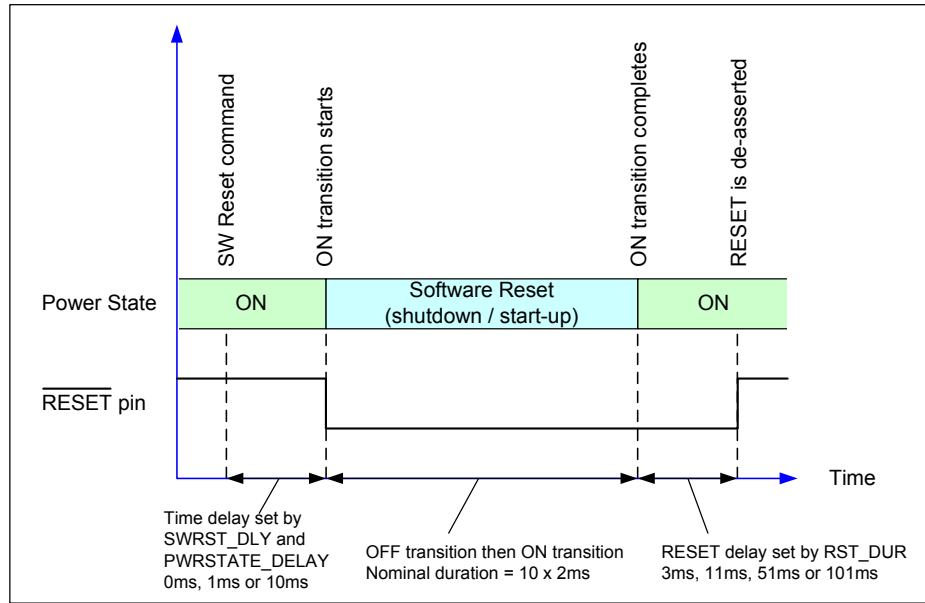 SW Reset command
ON transition starts
ON transition completes
RESET is de-asserted
Power State
ON
Software Reset
(shutdown / start-up)
ON
RESET pin
Time
Time delay set by
SWRST_DLY and
PWRSTATE_DELAY
0ms, 1ms or 10ms
OFF transition then ON transition
Nominal duration = 10 x 2ms
RESET delay set by RST_DUR
3ms, 11ms, 51ms or 101ms